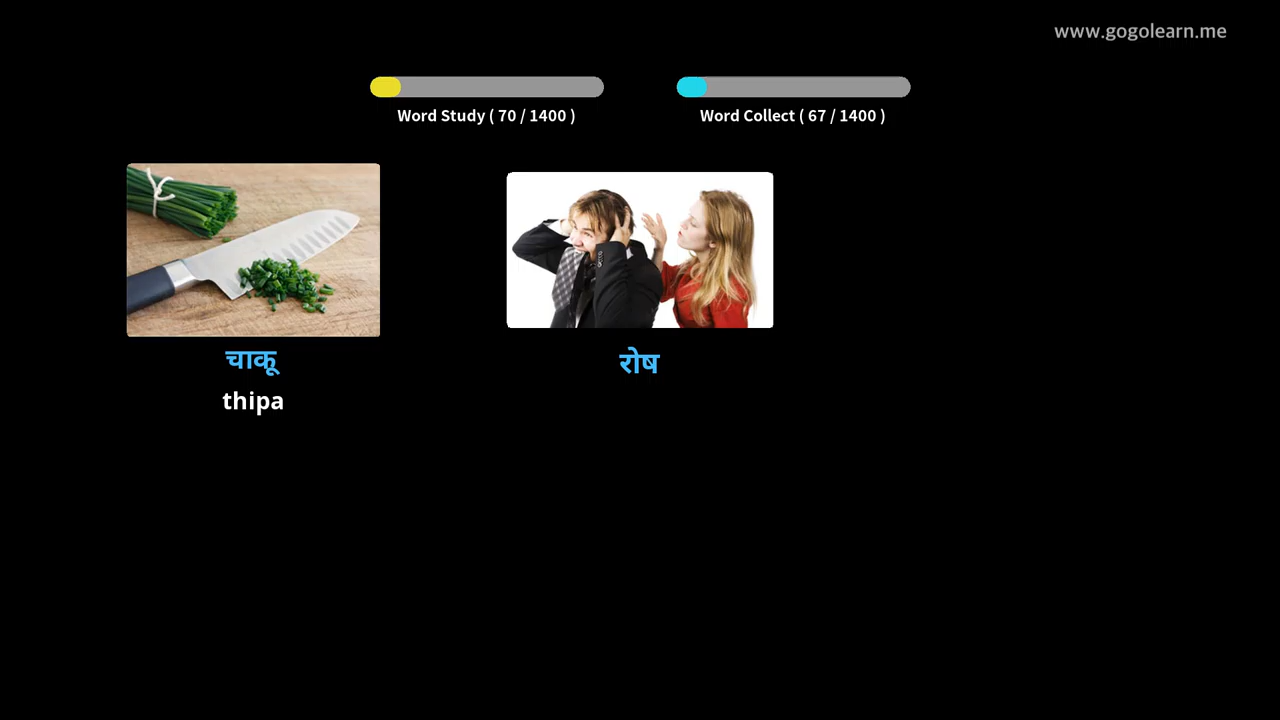 www.gogolearn.me
Word Study ( 70 / 1400 )
Word Collect ( 67 / 1400 )
चाकू
thipa
रोष